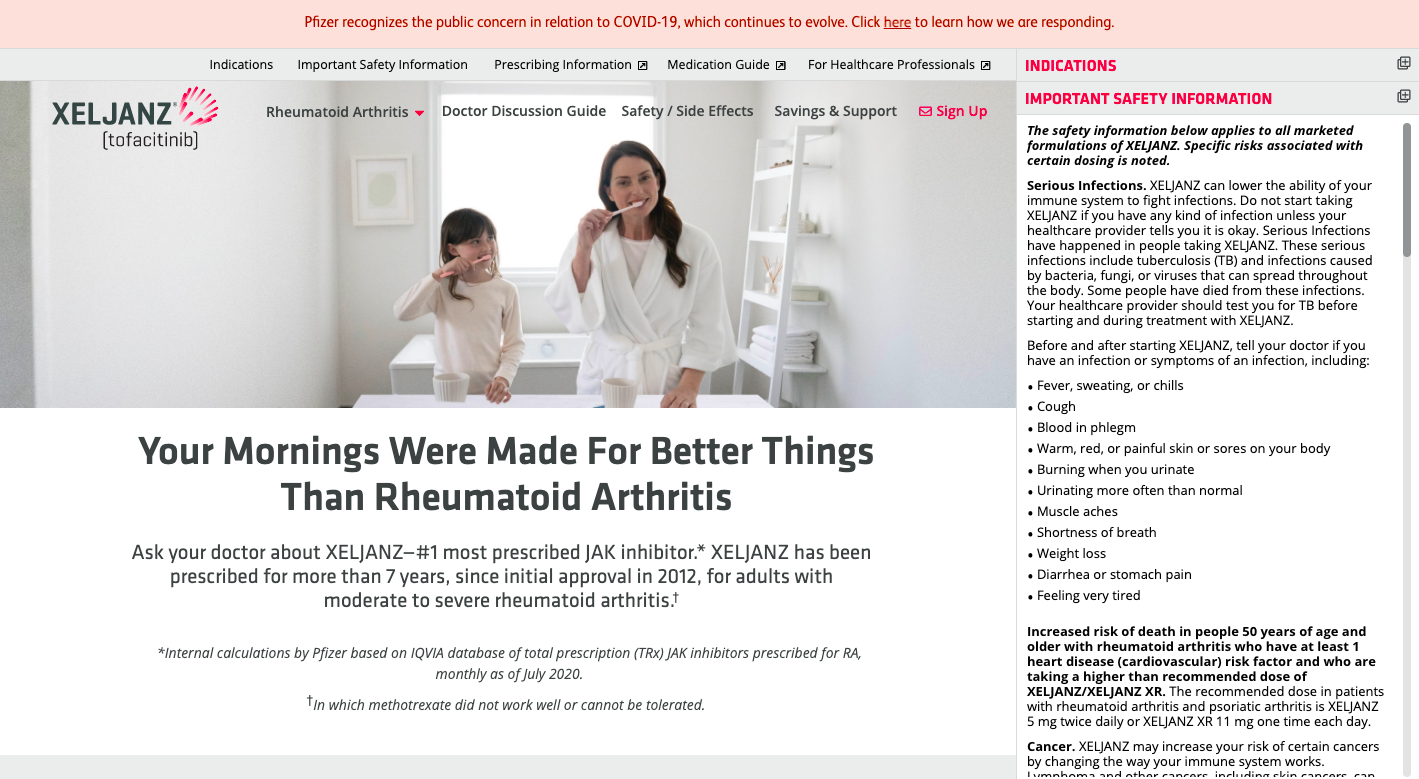 Pfizer recognizes the public concern in relation to COVID-19, which continues to evolve. Click here to learn how we are responding.
Indications Important Safety Information Prescribing Information Medication Guide For Healthcare Professionals
XELJANZ®
(tofacitinib)
Rheumatoid Arthritis Doctor Discussion Guide Safety / Side Effects Savings & Support Sign Up
Your Mornings Were Made For Better Things
Than Rheumatoid Arthritis
Ask your doctor about XELJANZ–#1 most prescribed JAK inhibitor.* XELJANZ has been
prescribed for more than 7 years, since initial approval in 2012, for adults with
moderate to severe rheumatoid arthritis.†
*Internal calculations by Pfizer based on IQVIA database of total prescription (TRx) JAK inhibitors prescribed for RA,
monthly as of July 2020.
†In which methotrexate did not work well or cannot be tolerated.
INDICATIONS
IMPORTANT SAFETY INFORMATION
The safety information below applies to all marketed
formulations of XELJANZ. Specific risks associated with
certain dosing is noted.
Serious Infections. XELJANZ can lower the ability of your
immune system to fight infections. Do not start taking
XELJANZ if you have any kind of infection unless your
healthcare provider tells you it is okay. Serious Infections
have happened in people taking XELJANZ. These serious
infections include tuberculosis (TB) and infections caused
by bacteria, fungi, or viruses that can spread throughout
the body. Some people have died from these infections.
Your healthcare provider should test you for TB before
starting and during treatment with XELJANZ.
Before and after starting XELJANZ, tell your doctor if you
have an infection or symptoms of an infection, including:
• Fever, sweating, or chills
• Cough
• Blood in phlegm
• Warm, red, or painful skin or sores on your body
• Burning when you urinate
• Urinating more often than normal
• Muscle aches
• Shortness of breath
• Weight loss
• Diarrhea or stomach pain
• Feeling very tired
Increased risk of death in people 50 years of age and
older with rheumatoid arthritis who have at least 1
heart disease (cardiovascular) risk factor and who are
taking a higher than recommended dose of
XELJANZ/XELJANZ XR. The recommended dose in patients
with rheumatoid arthritis and psoriatic arthritis is XELJANZ
5 mg twice daily or XELJANZ XR 11 mg one time each day.
Cancer. XELJANZ may increase your risk of certain cancers
by changing the way your immune system works.
Lymphoma and other cancers, including skin cancers, can